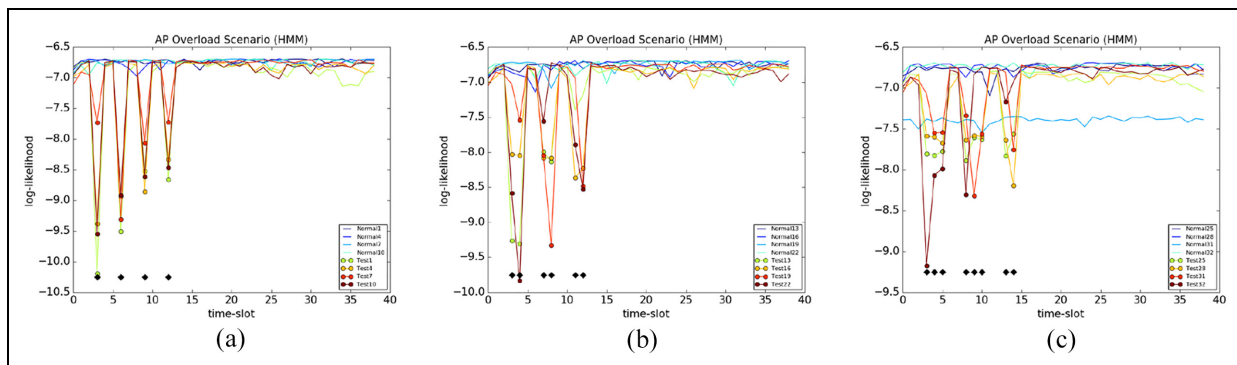 AP Overload Scenario (HMM)
−6.5
−7.0
−7.5
−8.0
−8.5
−9.0
−9.5
−10.0
−10.5
log-likelihood
0 5 10 15 20 25 30 35 40
time-slot
Normal1
Normal4
Normal7
Normal10
Test1
Test4
Test7
Test10
(a)
AP Overload Scenario (HMM)
−6.5
−7.0
−7.5
−8.0
−8.5
−9.0
−9.5
−10.0
log-likelihood
0 5 10 15 20 25 30 35 40
time-slot
Normal13
Normal16
Normal19
Normal22
Test13
Test16
Test19
Test22
(b)
AP Overload Scenario (HMM)
−6.5
−7.0
−7.5
−8.0
−8.5
−9.0
−9.5
log-likelihood
0 5 10 15 20 25 30 35 40
time-slot
Normal25
Normal28
Normal31
Normal32
Test25
Test28
Test31
Test32
(c)